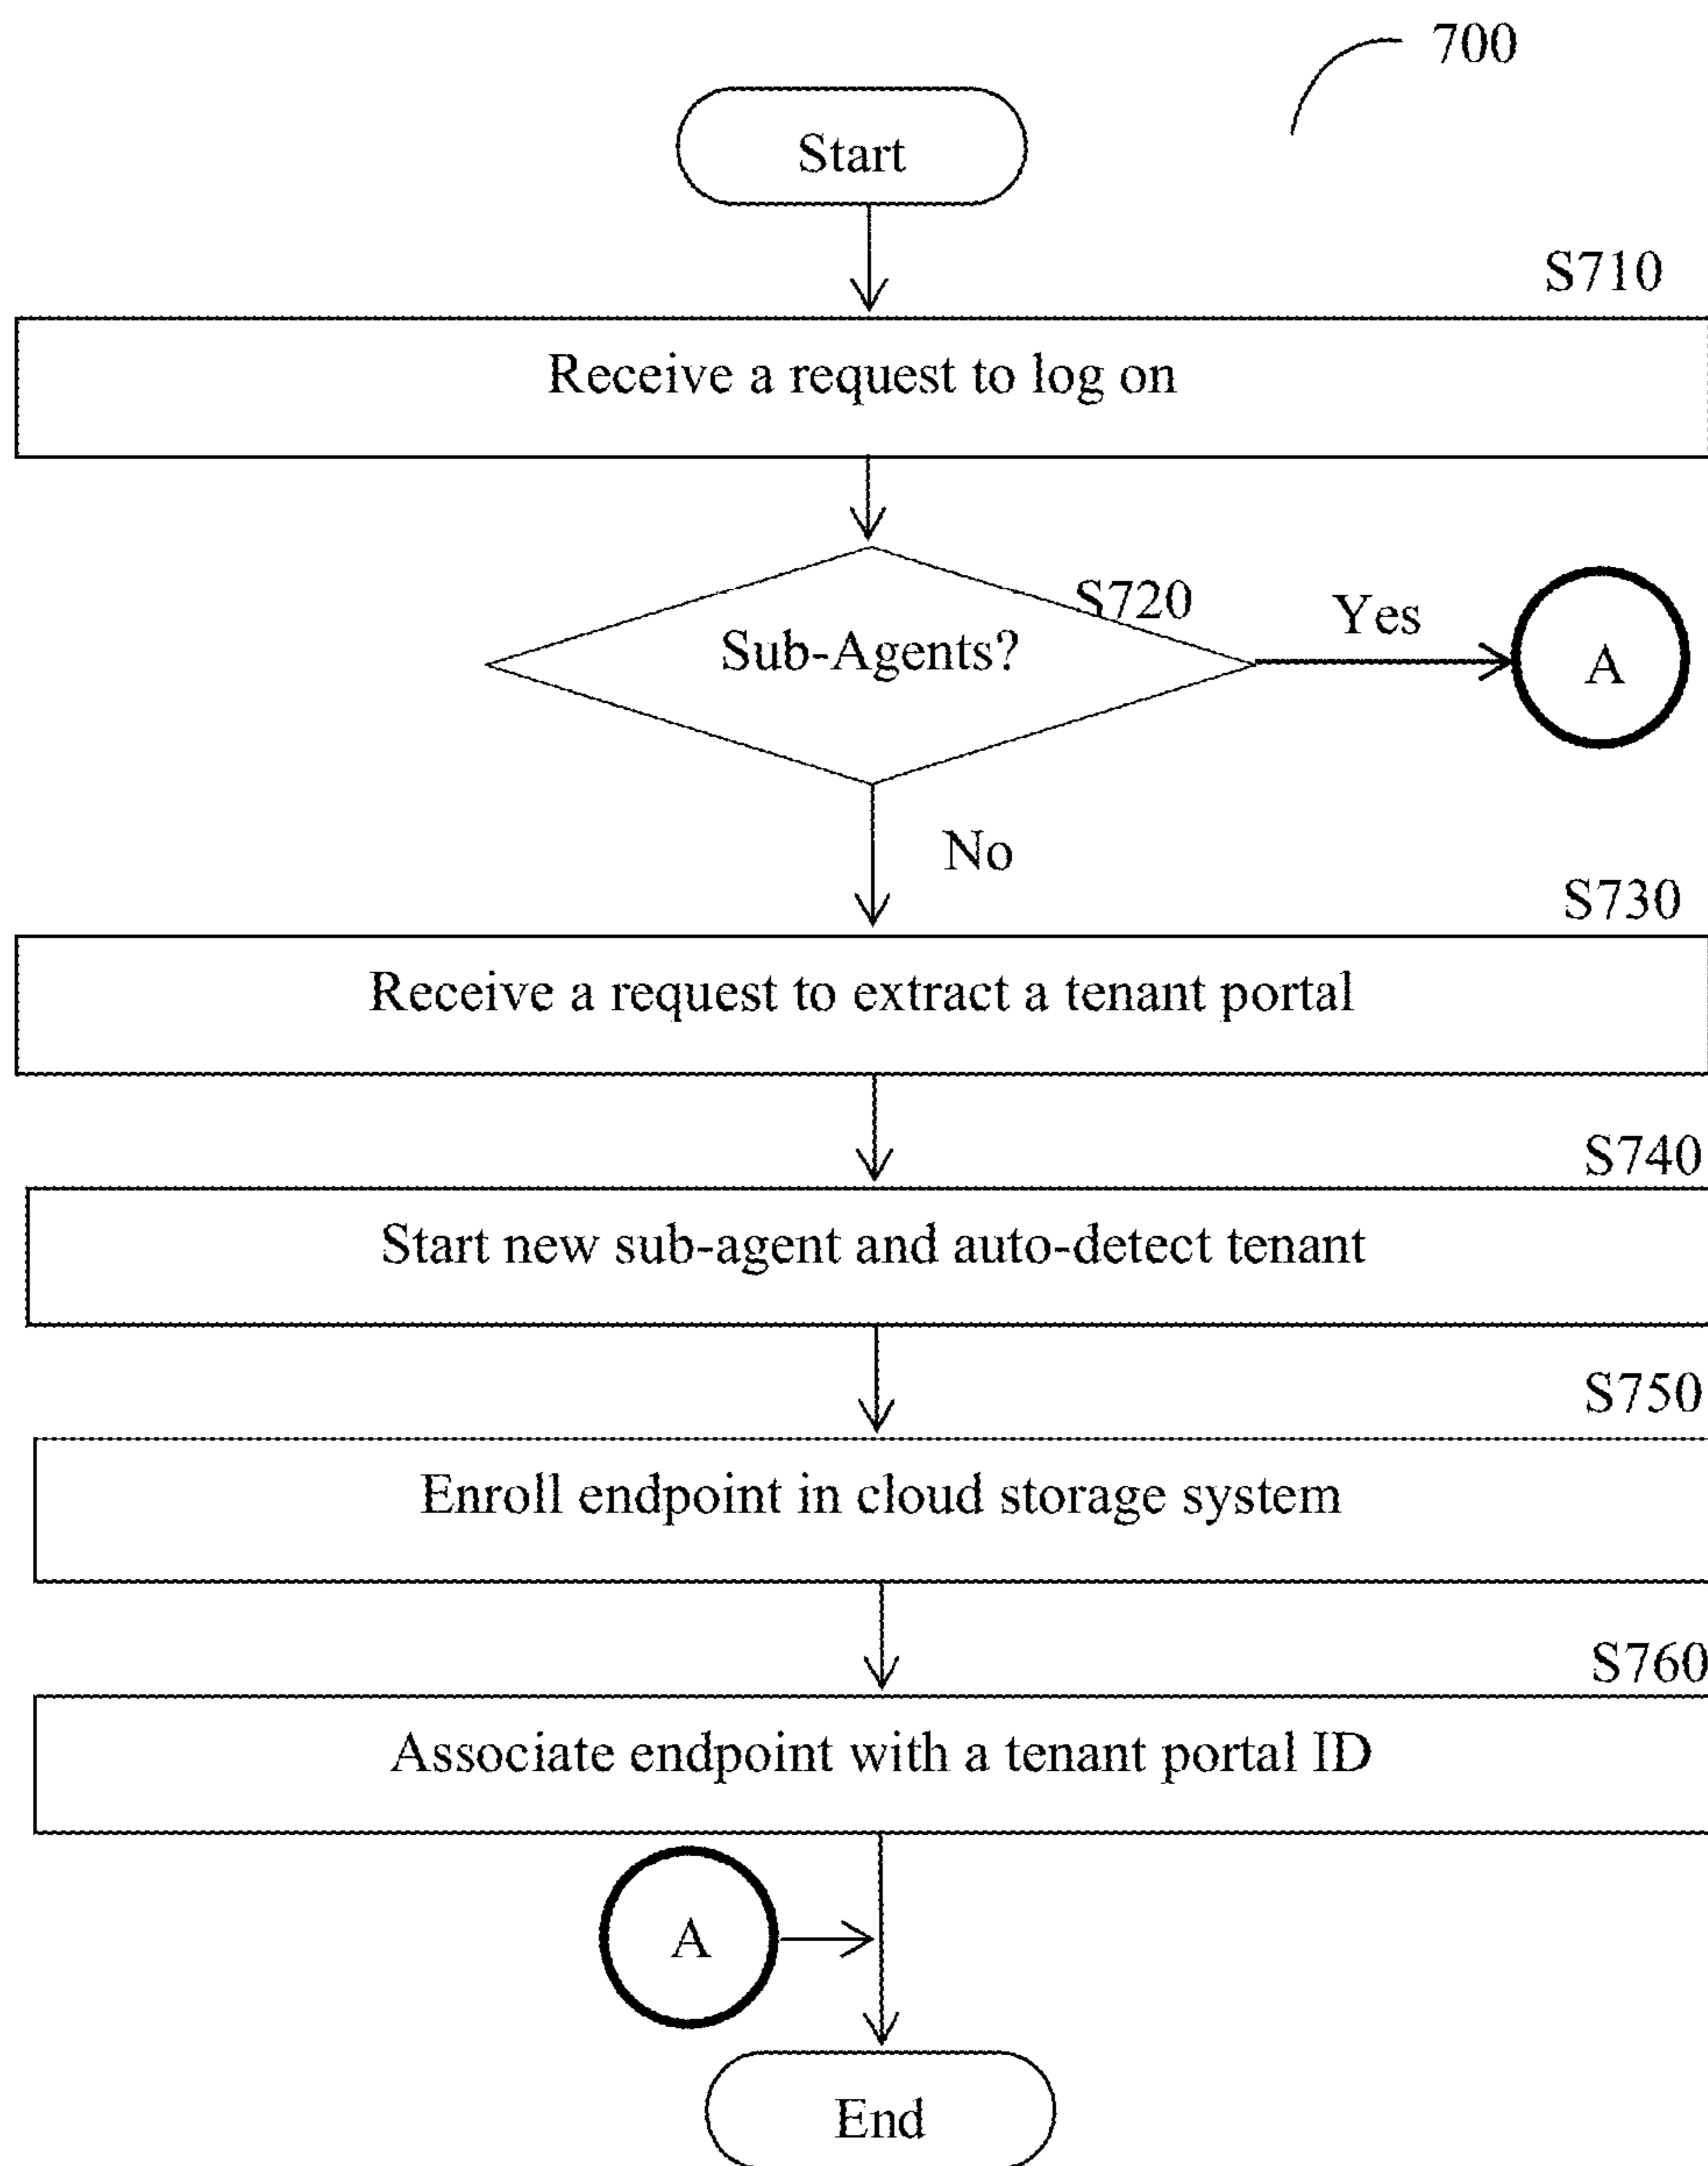 700
Start
S710
Receive a request to log on
S720
Sub-Agents?
Yes
A
No
S730
Receive a request to extract a tenant portal
S740
Start new sub-agent and auto-detect tenant
S750
Enroll endpoint in cloud storage system
S760
Associate endpoint with a tenant portal ID
A
End